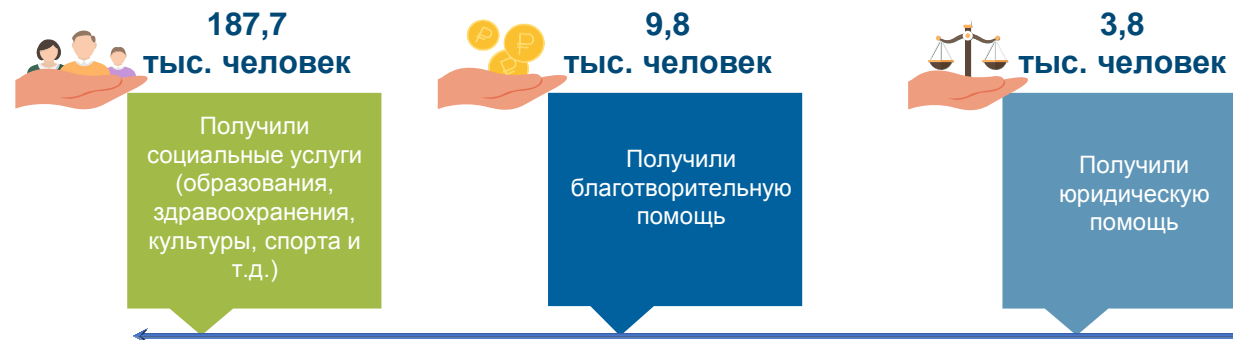 187,7
тыс. человек
Получили
социальные услуги
(образования,
здравоохранения,
культуры, спорта и
т.д.)
9,8
тыс. человек
Получили
благотворительную
помощь
3,8
тыс. человек
Получили
юридическую
помощь